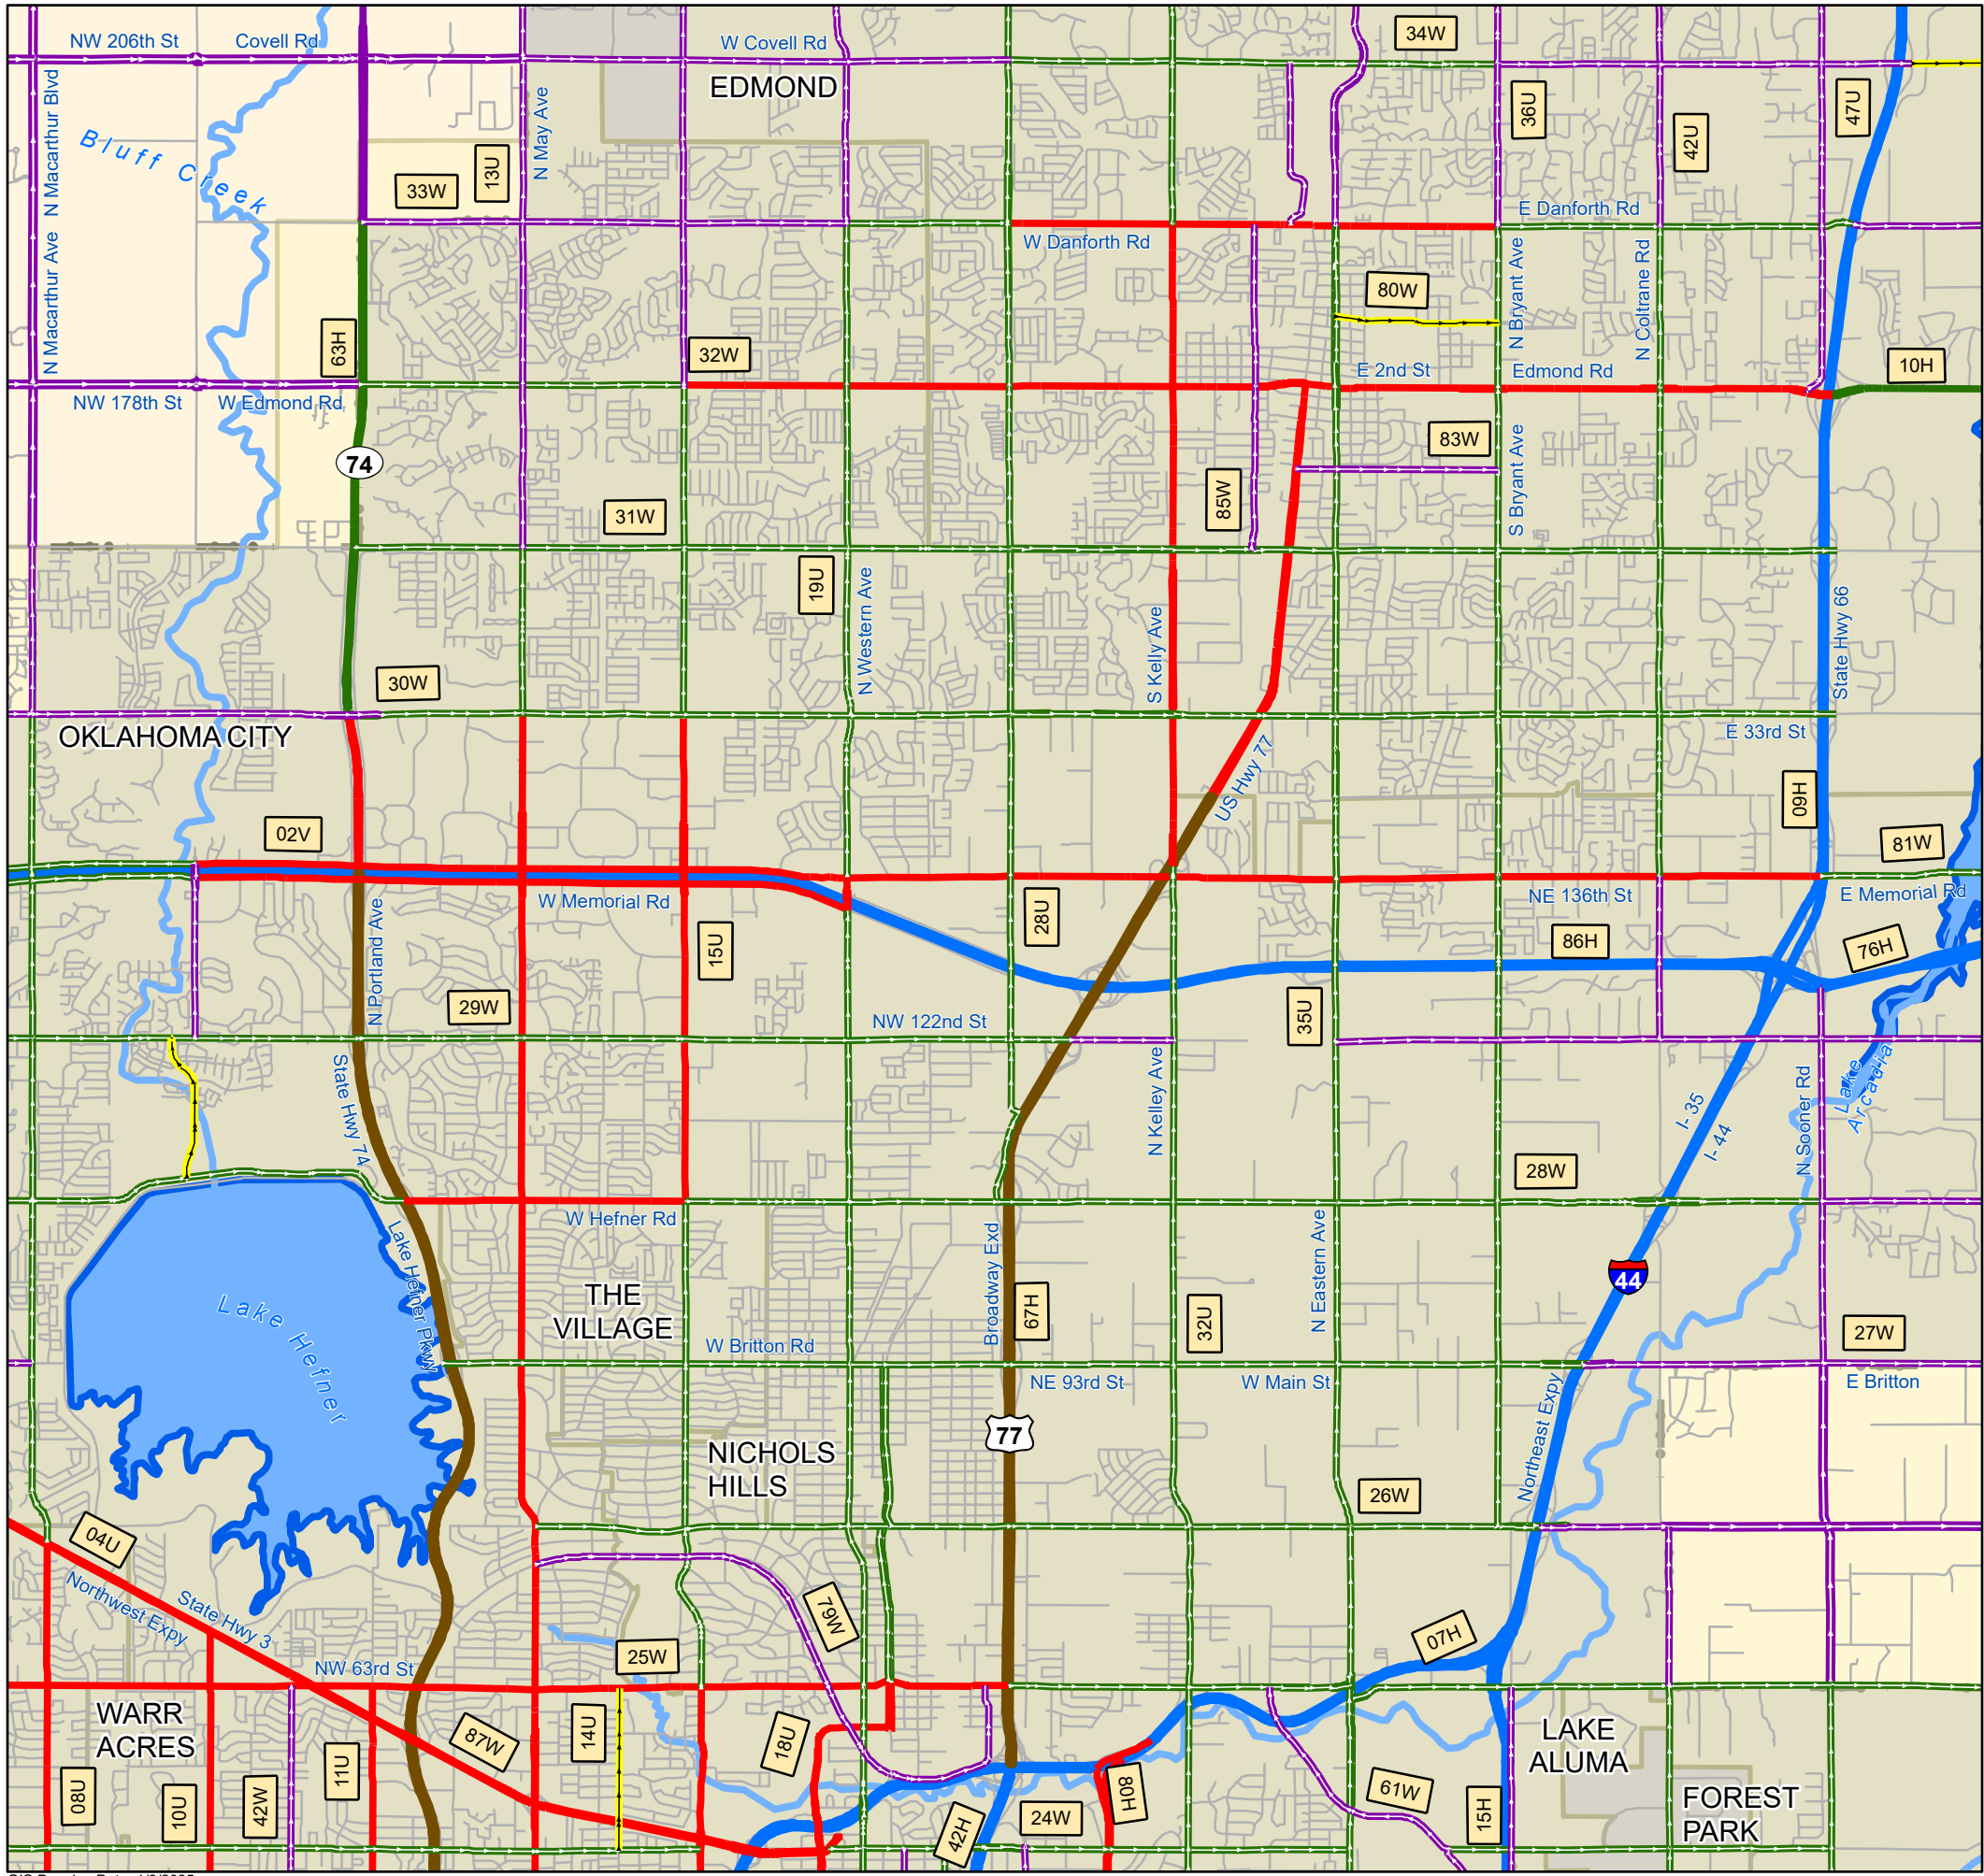 NW 206th St
Covell Rd
W Covell Rd
34W
EDMOND
N Macarthur Blvd
N May Ave
36U
42U
47U
Bluff Creek
33W
13U
E Danforth Rd
W Danforth Rd
N Macarthur Ave
63H
80W
N Bryant Ave
N Coltrane Rd
32W
E 2nd St
Edmond Rd
10H
NW 178th St
W Edmond Rd
74
83W
S Bryant Ave
85W
31W
19U
N Western Ave
S Kelly Ave
State Hwy 66
30W
OKLAHOMA CITY
E 33rd St
US Hwy 77
09H
02V
81W
W Memorial Rd
NE 136th St
E Memorial Rd
15U
28U
86H
76H
N Portland Ave
29W
NW 122nd St
35U
State Hwy 74
N Kelley Ave
I-35
I-44
N Sooner Rd
Lake
Arcadia
28W
W Hefner Rd
Lake Hefner Pkwy
Broadway Exd
N Eastern Ave
44
THE
VILLAGE
67H
32U
27W
Lake Hefner
W Britton Rd
NE 93rd St
W Main St
E Britton
77
NICHOLS
HILLS
Northeast Expy
26W
04U
Northwest Expy
State Hwy 3
79W
07H
NW 63rd St
25W
WARR
ACRES
87W
14U
18U
LAKE
ALUMA
08U
10U
42W
11U
42H
24W
08H
61W
15H
FOREST
PARK